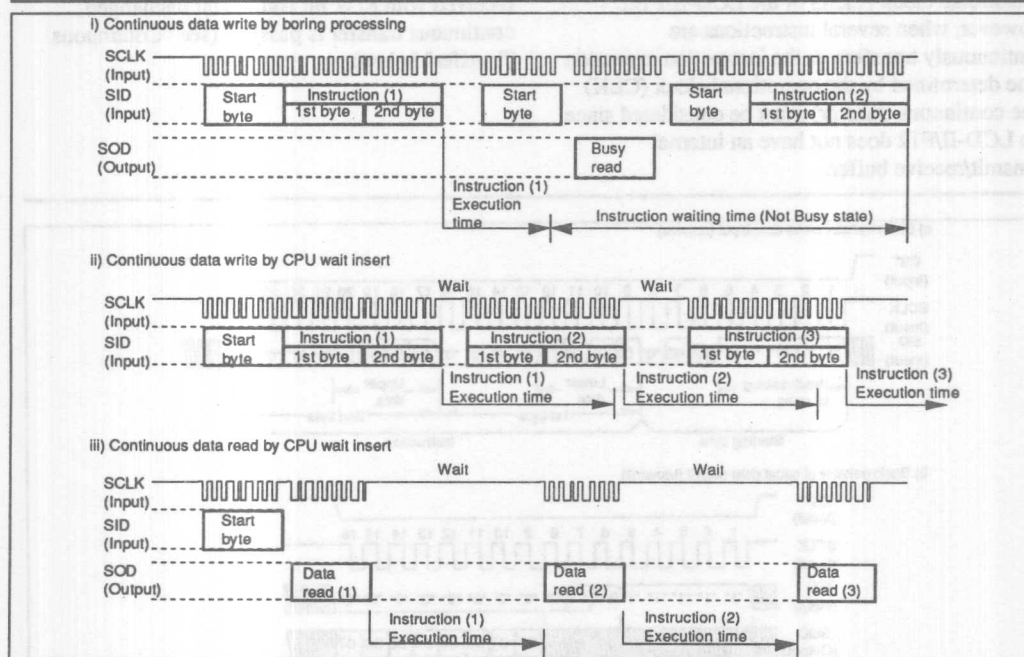 i) Continuous data write by boring processing
SCLK
(Input)
SID
(Input)
Start
byte
Instruction (1)
1st byte
2nd byte
Start
byte
Start
byte
Instruction (2)
1st byte
2nd byte
SOD
(Output)
Busy
read
Instruction (1)
Execution
time
Instruction waiting time (Not Busy state)
ii) Continuous data write by CPU wait insert
Wait
Wait
SCLK
(Input)
SID
(Input)
Start
byte
Instruction (1)
1st byte
2nd byte
Instruction (2)
1st byte
2nd byte
Instruction (3)
1st byte
2nd byte
Instruction (1)
Execution time
Instruction (2)
Execution time
Instruction (3)
Execution time
iii) Continuous data read by CPU wait insert
Wait
Wait
SCLK
(Input)
SID
(Input)
Start
byte
SOD
(Output)
Data
read (1)
Data
read (2)
Data
read (3)
Instruction (1)
Execution time
Instruction (2)
Execution time